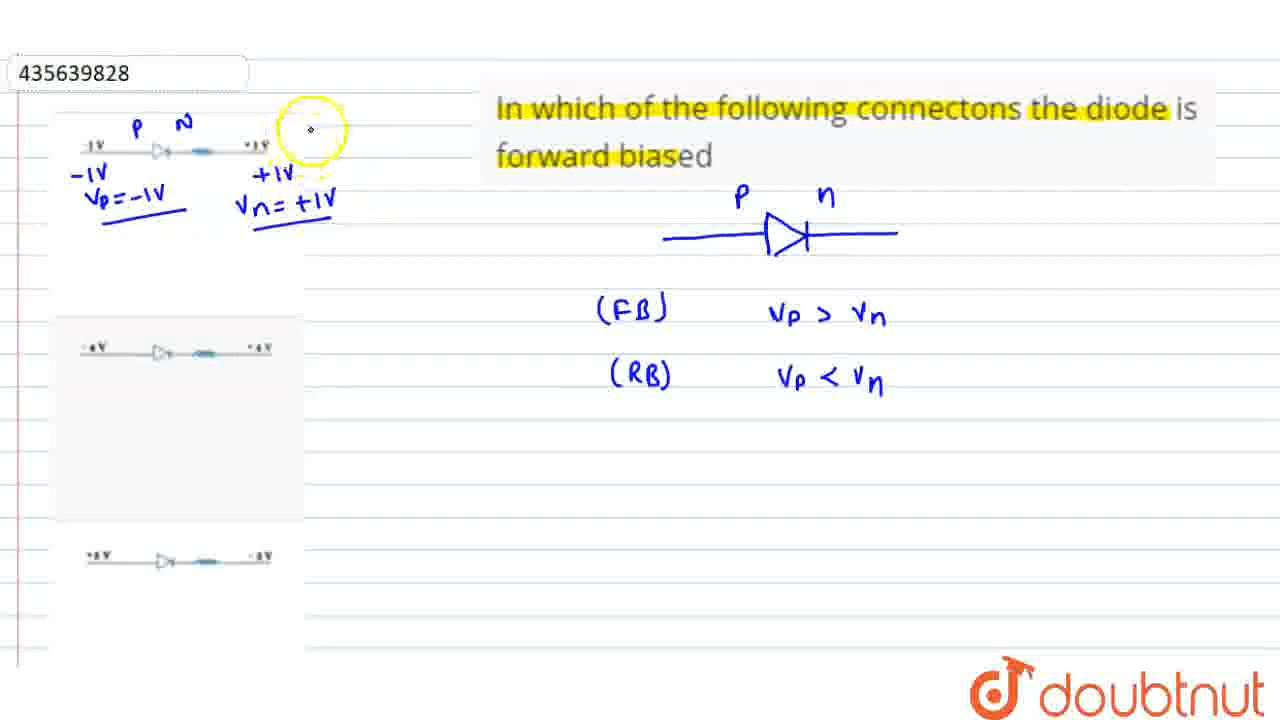 435639828
In which of the following connectons the diode is
forward biased
P N
-1V +1V
-1V +1V
Vp = -1V Vn = +1V
P n
(FB) Vp > Vn
(RB) Vp < Vn
doubtnut